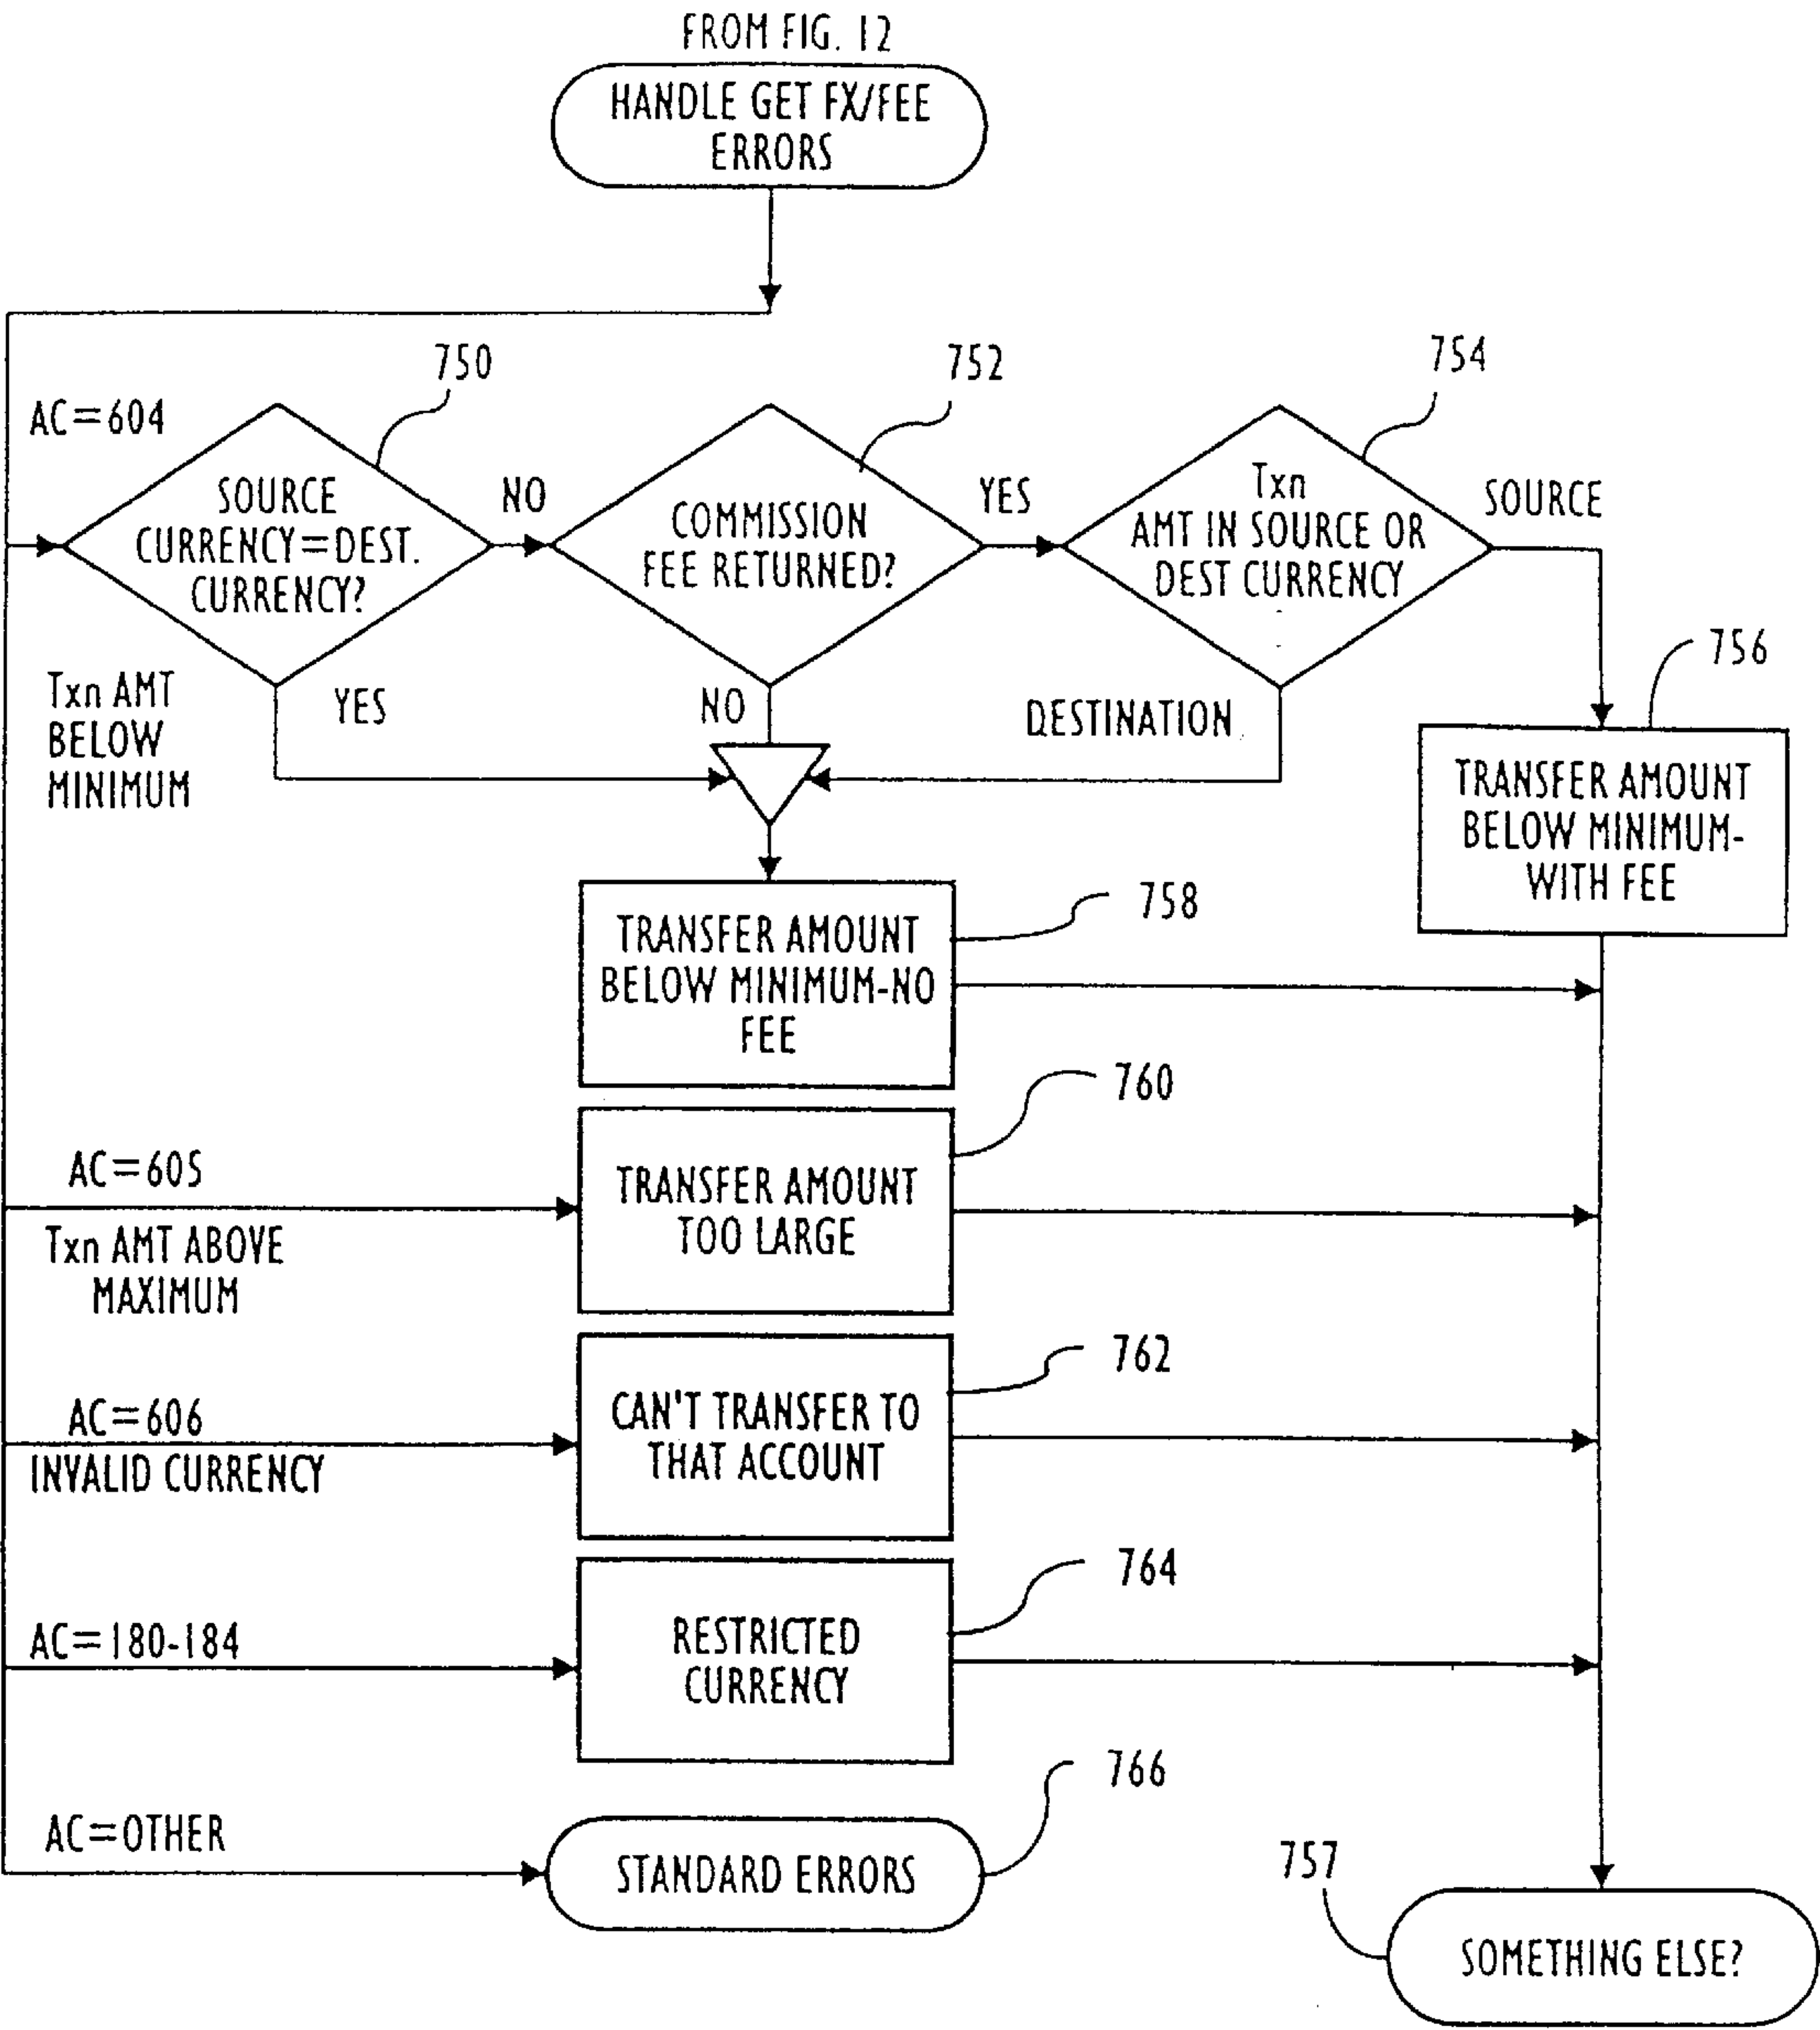 FROM FIG. 12
HANDLE GET FX/FEE
ERRORS
750
752
754
AC=604
SOURCE
CURRENCY=DEST.
CURRENCY?
NO
COMMISSION
FEE RETURNED?
YES
Txn
AMT IN SOURCE OR
DEST CURRENCY
SOURCE
756
Txn AMT
BELOW
MINIMUM
YES
NO
DESTINATION
TRANSFER AMOUNT
BELOW MINIMUM-
WITH FEE
758
TRANSFER AMOUNT
BELOW MINIMUM-NO
FEE
760
AC=605
Txn AMT ABOVE
MAXIMUM
TRANSFER AMOUNT
TOO LARGE
762
AC=606
INVALID CURRENCY
CAN'T TRANSFER TO
THAT ACCOUNT
764
AC=180-184
RESTRICTED
CURRENCY
766
AC=OTHER
STANDARD ERRORS
757
SOMETHING ELSE?